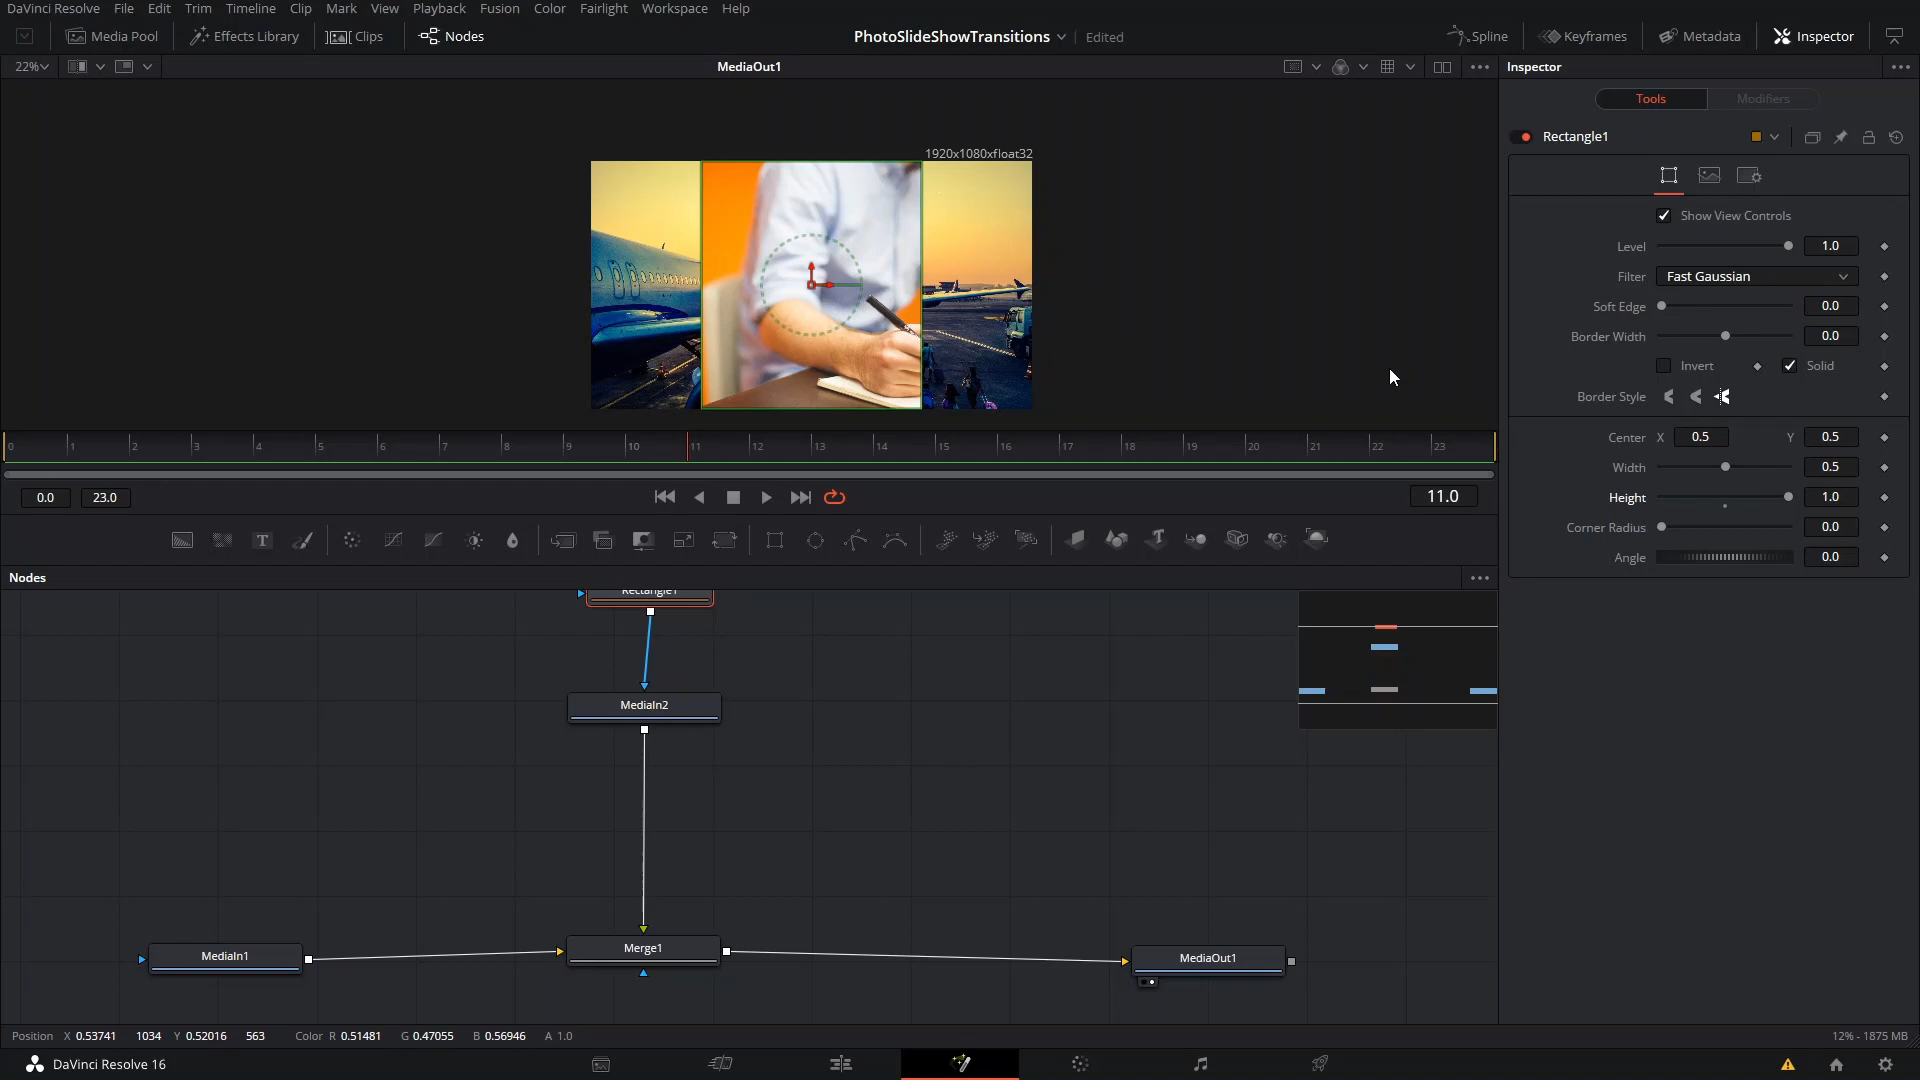 DaVinci Resolve File Edit Trim Timeline Clip Mark View Playback Fusion Color Fairlight Workspace Help
Media Pool Effects Library Clips Nodes PhotoSlideShowTransitions Edited Spline Keyframes Metadata Inspector
22% MediaOut1 Inspector
Tools Modifiers
Rectangle1
1920x1080xfloat32
Show View Controls
Level 1.0
Filter Fast Gaussian
Soft Edge 0.0
Border Width 0.0
Invert Solid
Border Style
Center X 0.5 Y 0.5
Width 0.5
Height 1.0
Corner Radius 0.0
Angle 0.0
0 1 2 3 4 5 6 7 8 9 10 11 12 13 14 15 16 17 18 19 20 21 22 23
0.0 23.0 11.0
T T
Nodes
Rectangle1
MediaIn2
MediaIn1 Merge1 MediaOut1
Position X 0.53741 1034 Y 0.52016 563 Color R 0.51481 G 0.47055 B 0.56946 A 1.0 12% - 1875 MB
DaVinci Resolve 16